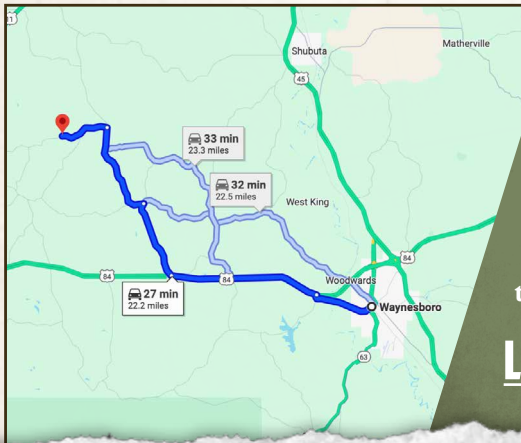 11
Shubuta
Matherville
45
33 min
23.3 miles
32 min
22.5 miles
West King
84
84
84
27 min
22.2 miles
Woodwards
Waynesboro
63
t
L